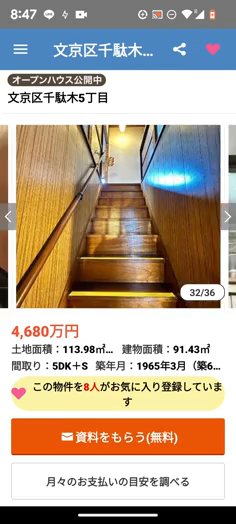 8:47
文京区千駄木...
オープンハウス公開中
文京区千駄木5丁目
32/36
4,680万円
土地面積：113.98㎡... 建物面積：91.43㎡
間取り：5DK＋S 築年月：1965年3月（築6...
この物件を8人がお気に入り登録していま
す
資料をもらう(無料)
月々のお支払いの目安を調べる